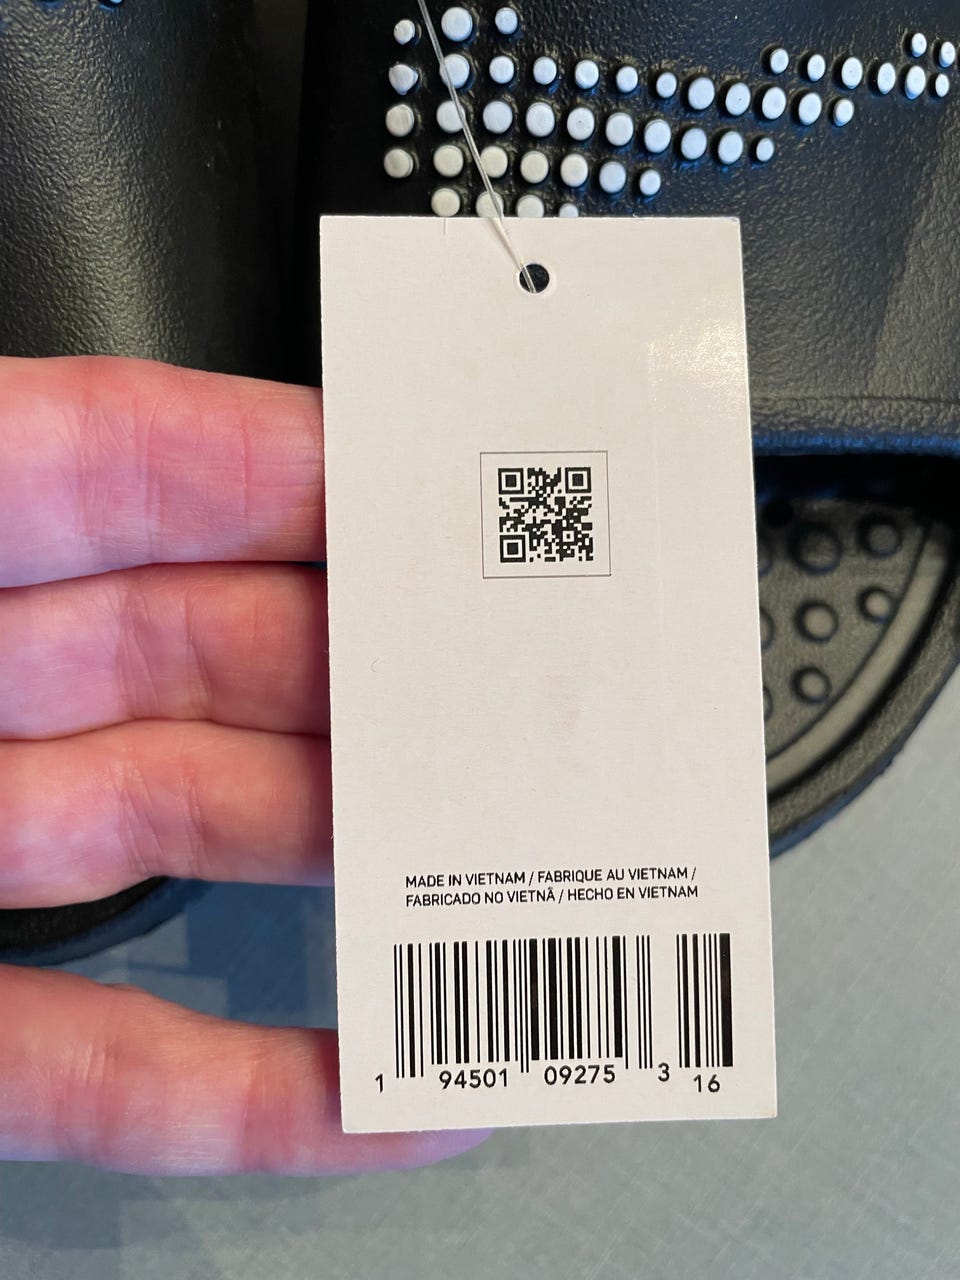 MADE IN VIETNAM / FABRIQUE AU VIETNAM /
FABRICADO NO VIETNÃ / HECHO EN VIETNAM
1 94501 09275 3 16